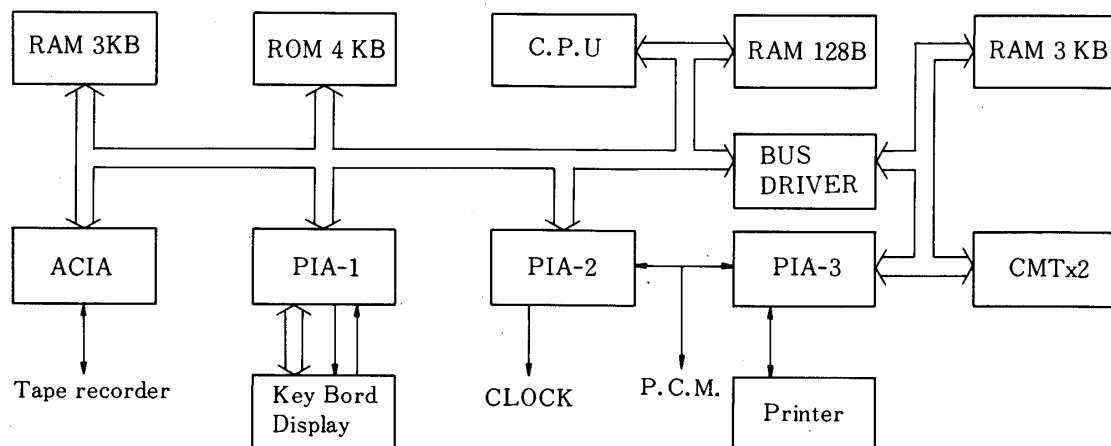 RAM 3KB
ROM 4 KB
C.P.U
RAM 128B
RAM 3 KB
BUS
DRIVER
ACIA
PIA-1
PIA-2
PIA-3
CMTx2
Tape recorder
Key Bord
Display
CLOCK
P.C.M.
Printer